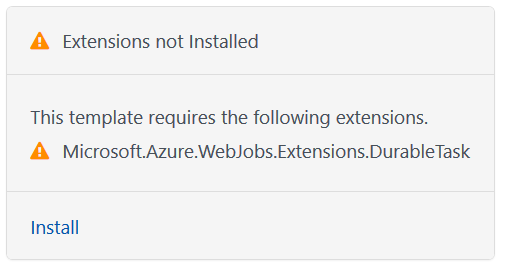 Extensions not Installed
This template requires the following extensions.
Microsoft.Azure.WebJobs.Extensions.DurableTask
Install